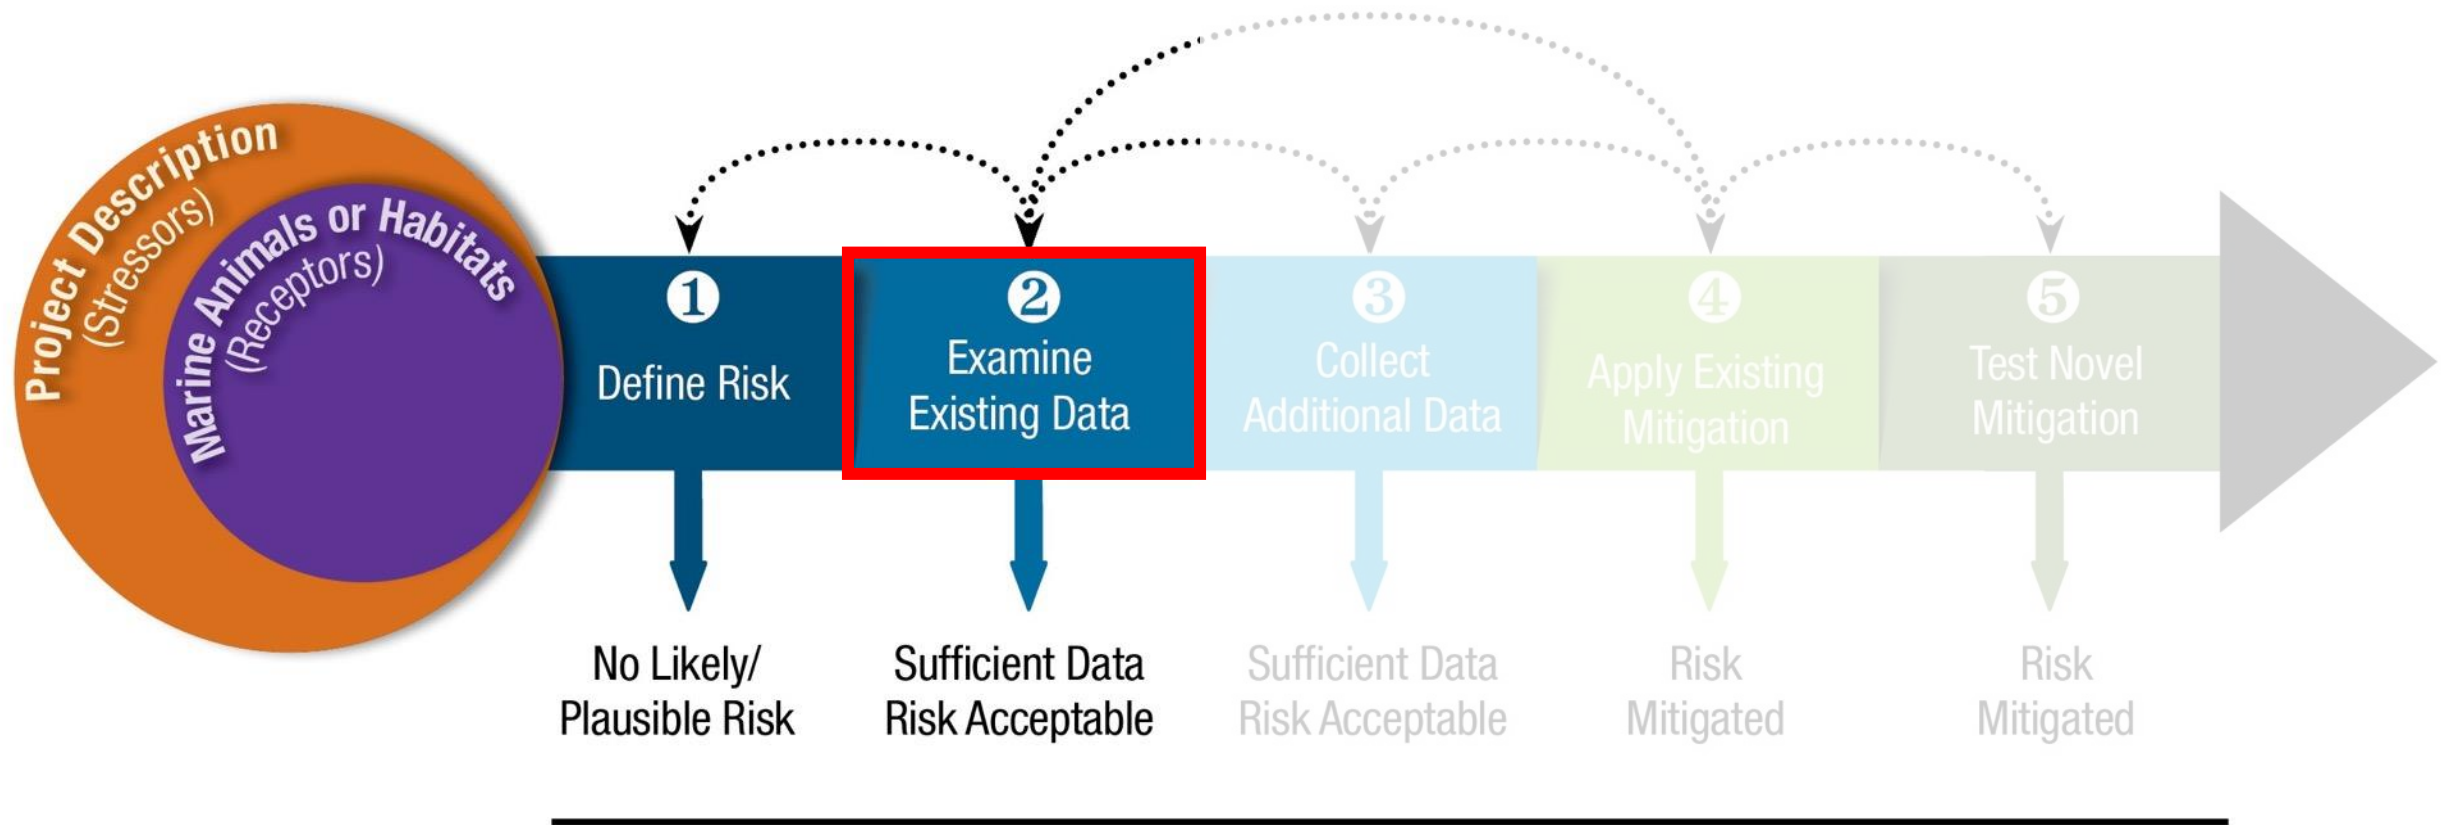 Project Description
(Stressors)
Marine Animals or Habitats
(Receptors)
1
Define Risk
2
Examine
Existing Data
3
Collect
Additional Data
4
Apply Existing
Mitigation
5
Test Novel
Mitigation
No Likely/
Plausible Risk
Sufficient Data
Risk Acceptable
Sufficient Data
Risk Acceptable
Risk
Mitigated
Risk
Mitigated